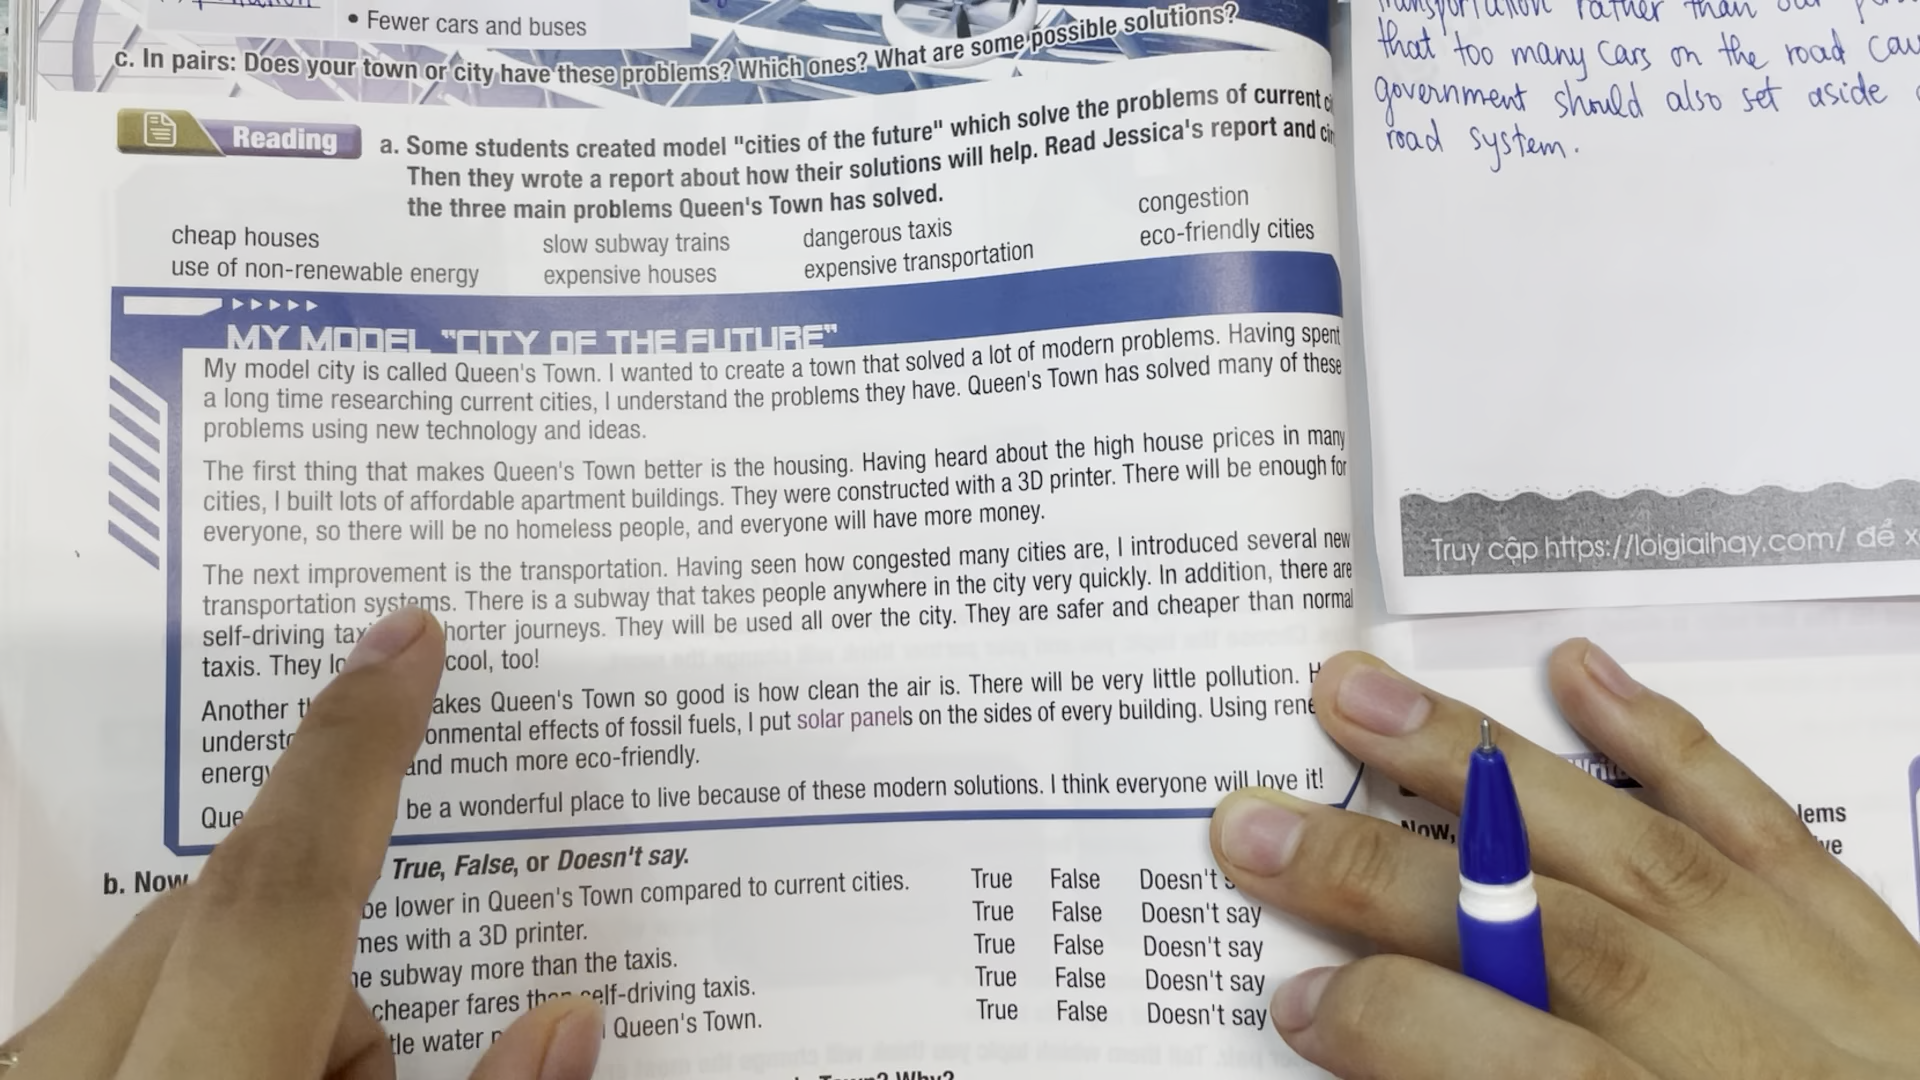 • Fewer cars and buses
c. In pairs: Does your town or city have these problems? Which ones? What are some possible solutions?
Reading
a. Some students created model "cities of the future" which solve the problems of current
Then they wrote a report about how their solutions will help. Read Jessica's report and
the three main problems Queen's Town has solved.
cheap houses slow subway trains dangerous taxis congestion
use of non-renewable energy expensive houses expensive transportation eco-friendly cities
MY MODEL "CITY OF THE FUTURE"
My model city is called Queen's Town. I wanted to create a town that solved a lot of modern problems. Having spent
a long time researching current cities, I understand the problems they have. Queen's Town has solved many of these
problems using new technology and ideas.
The first thing that makes Queen's Town better is the housing. Having heard about the high house prices in many
cities, I built lots of affordable apartment buildings. They were constructed with a 3D printer. There will be enough for
everyone, so there will be no homeless people, and everyone will have more money.
The next improvement is the transportation. Having seen how congested many cities are, I introduced several new
transportation systems. There is a subway that takes people anywhere in the city very quickly. In addition, there are
self-driving journeys. They will be used all over the city. They are safer and cheaper than normal
taxis. They cool, too!
Another Queen's Town so good is how clean the air is. There will be very little pollution.
effects of fossil fuels, I put solar panels on the sides of every building. Using
energy and much more eco-friendly.
be a wonderful place to live because of these modern solutions. I think everyone will love it!
b. Now True, False, or Doesn't say.
be lower in Queen's Town compared to current cities. True False Doesn't
with a 3D printer. True False Doesn't say
subway more than the taxis. True False Doesn't say
cheaper fares than self-driving taxis. True False Doesn't say
water Queen's Town. True False Doesn't say
Town? Why?
rather than
that too many cars on the road
government should also set aside
road system.
Truy cập https://loigiaihay.com/ để
Now,